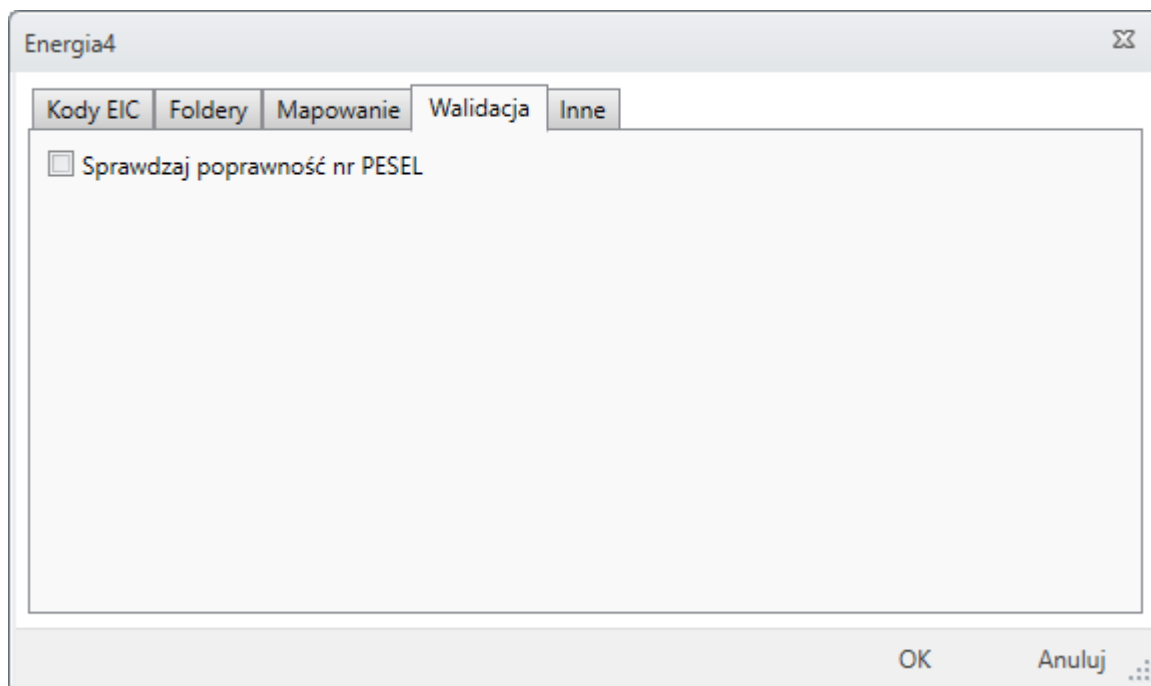 Energia4
Kody EIC Foldery Mapowanie Walidacja Inne
Sprawdzaj poprawność nr PESEL
OK Anuluj